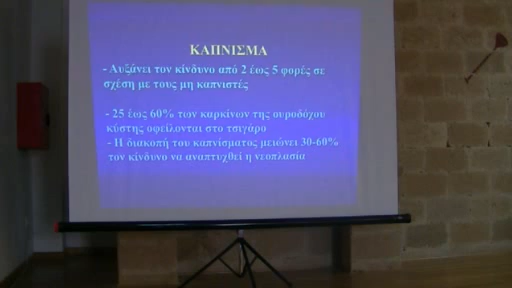 ΚΑΠΝΙΣΜΑ
- Αυξάνει τον κίνδυνο από 2 έως 5 φορές σε
σχέση με τους μη καπνιστές
- 25 έως 60% των καρκίνων της ουροδόχου
κύστης οφείλονται στο τσιγάρο
- Η διακοπή του καπνίσματος μειώνει 30-60%
τον κίνδυνο να αναπτυχθεί η νεοπλασία